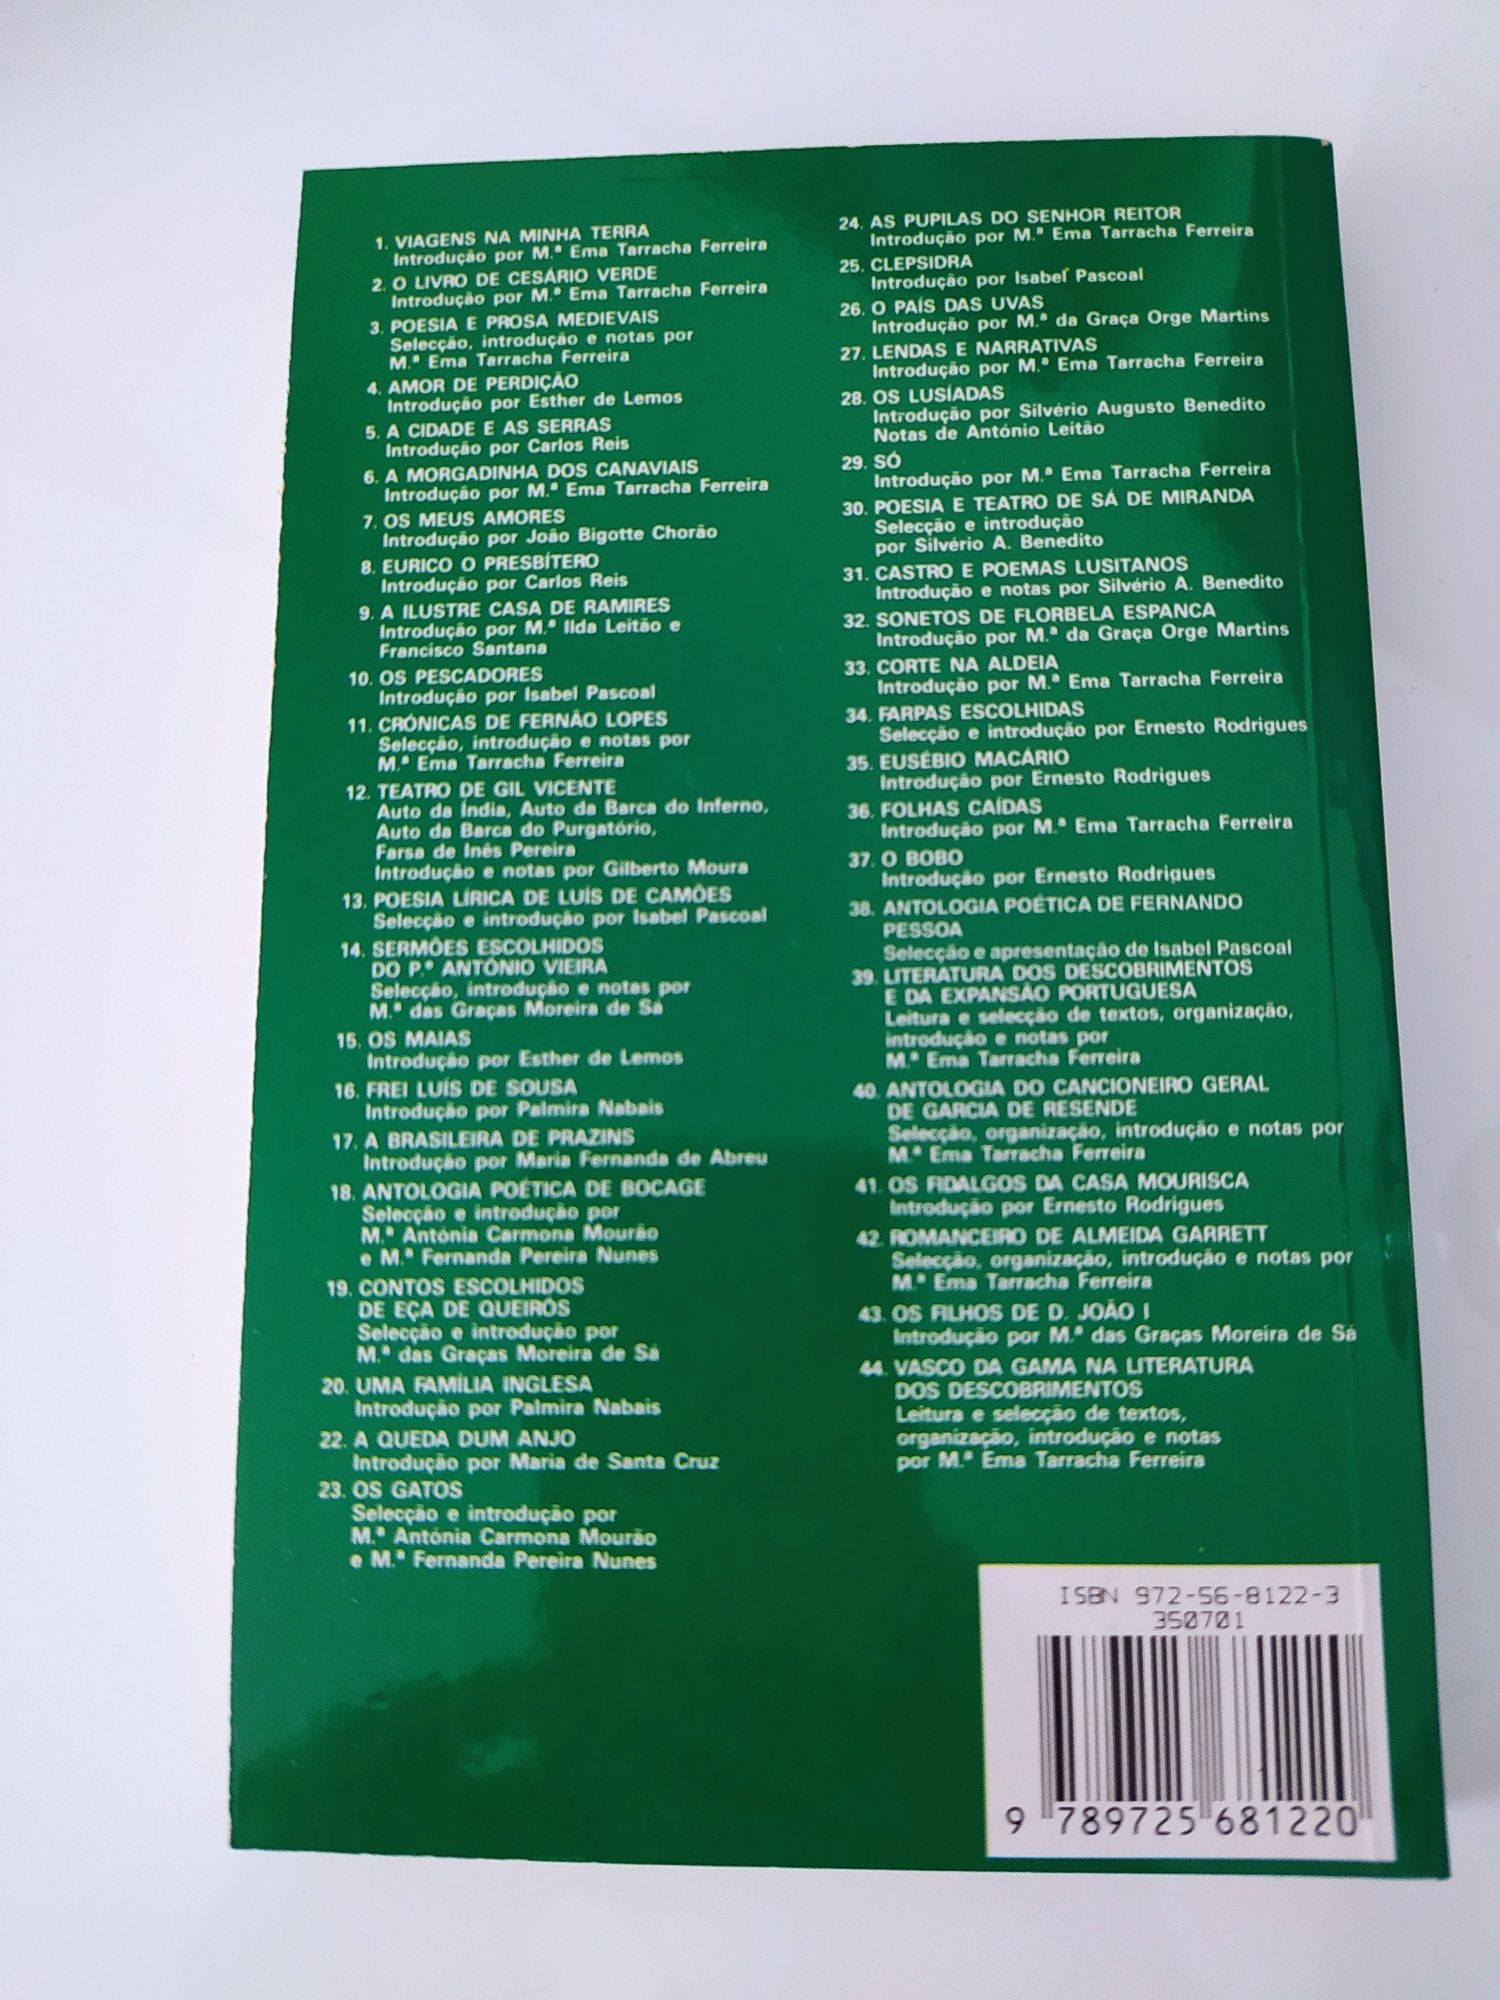 1. VIAGENS NA MINHA TERRA
Introdução por M.ª Ema Tarracha Ferreira
2. O LIVRO DE CESÁRIO VERDE
Introdução por M.ª Ema Tarracha Ferreira
3. POESIA E PROSA MEDIEVAIS
Selecção, introdução e notas por
M.ª Ema Tarracha Ferreira
4. AMOR DE PERDIÇÃO
Introdução por Esther de Lemos
5. A CIDADE E AS SERRAS
Introdução por Carlos Reis
6. A MORGADINHA DOS CANAVIAIS
Introdução por M.ª Ema Tarracha Ferreira
7. OS MEUS AMORES
Introdução por João Bigotte Chorão
8. EURICO O PRESBÍTERO
Introdução por Carlos Reis
9. A ILUSTRE CASA DE RAMIRES
Introdução por M.ª Ilda Leitão e
Francisco Santana
10. OS PESCADORES
Introdução por Isabel Pascoal
11. CRÓNICAS DE FERNÃO LOPES
Selecção, introdução e notas por
M.ª Ema Tarracha Ferreira
12. TEATRO DE GIL VICENTE
Auto da Índia, Auto da Barca do Inferno,
Auto da Barca do Purgatório,
Farsa de Inês Pereira
Introdução e notas por Gilberto Moura
13. POESIA LÍRICA DE LUÍS DE CAMÕES
Selecção e introdução por Isabel Pascoal
14. SERMÕES ESCOLHIDOS
DO P.ª ANTÓNIO VIEIRA
Selecção, introdução e notas por
M.ª das Graças Moreira de Sá
15. OS MAIAS
Introdução por Esther de Lemos
16. FREI LUÍS DE SOUSA
Introdução por Palmira Nabais
17. A BRASILEIRA DE PRAZINS
Introdução por Maria Fernanda de Abreu
18. ANTOLOGIA POÉTICA DE BOCAGE
Selecção e introdução por
M.ª Antónia Carmona Mourão
e M.ª Fernanda Pereira Nunes
19. CONTOS ESCOLHIDOS
DE EÇA DE QUEIRÓS
Selecção e introdução por
M.ª das Graças Moreira de Sá
20. UMA FAMÍLIA INGLESA
Introdução por Palmira Nabais
22. A QUEDA DUM ANJO
Introdução por Maria de Santa Cruz
23. OS GATOS
Selecção e introdução por
M.ª Antónia Carmona Mourão
e M.ª Fernanda Pereira Nunes
24. AS PUPILAS DO SENHOR REITOR
Introdução por M.ª Ema Tarracha Ferreira
25. CLEPSIDRA
Introdução por Isabel Pascoal
26. O PAÍS DAS UVAS
Introdução por M.ª da Graça Orge Martins
27. LENDAS E NARRATIVAS
Introdução por M.ª Ema Tarracha Ferreira
28. OS LUSÍADAS
Introdução por Silvério Augusto Benedito
Notas de António Leitão
29. SÓ
Introdução por M.ª Ema Tarracha Ferreira
30. POESIA E TEATRO DE SÁ DE MIRANDA
Selecção e introdução
por Silvério A. Benedito
31. CASTRO E POEMAS LUSITANOS
Introdução e notas por Silvério A. Benedito
32. SONETOS DE FLORBELA ESPANCA
Introdução por M.ª da Graça Orge Martins
33. CORTE NA ALDEIA
Introdução por M.ª Ema Tarracha Ferreira
34. FARPAS ESCOLHIDAS
Selecção e introdução por Ernesto Rodrigues
35. EUSÉBIO MACÁRIO
Introdução por Ernesto Rodrigues
36. FOLHAS CAÍDAS
Introdução por M.ª Ema Tarracha Ferreira
37. O BOBO
Introdução por Ernesto Rodrigues
38. ANTOLOGIA POÉTICA DE FERNANDO
PESSOA
Selecção e apresentação de Isabel Pascoal
39. LITERATURA DOS DESCOBRIMENTOS
E DA EXPANSÃO PORTUGUESA
Leitura e selecção de textos, organização,
introdução e notas por
M.ª Ema Tarracha Ferreira
40. ANTOLOGIA DO CANCIONEIRO GERAL
DE GARCIA DE RESENDE
Selecção, organização, introdução e notas por
M.ª Ema Tarracha Ferreira
41. OS FIDALGOS DA CASA MOURISCA
Introdução por Ernesto Rodrigues
42. ROMANCEIRO DE ALMEIDA GARRETT
Selecção, organização, introdução e notas por
M.ª Ema Tarracha Ferreira
43. OS FILHOS DE D. JOÃO I
Introdução por M.ª das Graças Moreira de Sá
44. VASCO DA GAMA NA LITERATURA
DOS DESCOBRIMENTOS
Leitura e selecção de textos,
organização, introdução e notas
por M.ª Ema Tarracha Ferreira
ISBN 972-56-8122-3
350701
9 789725 681220